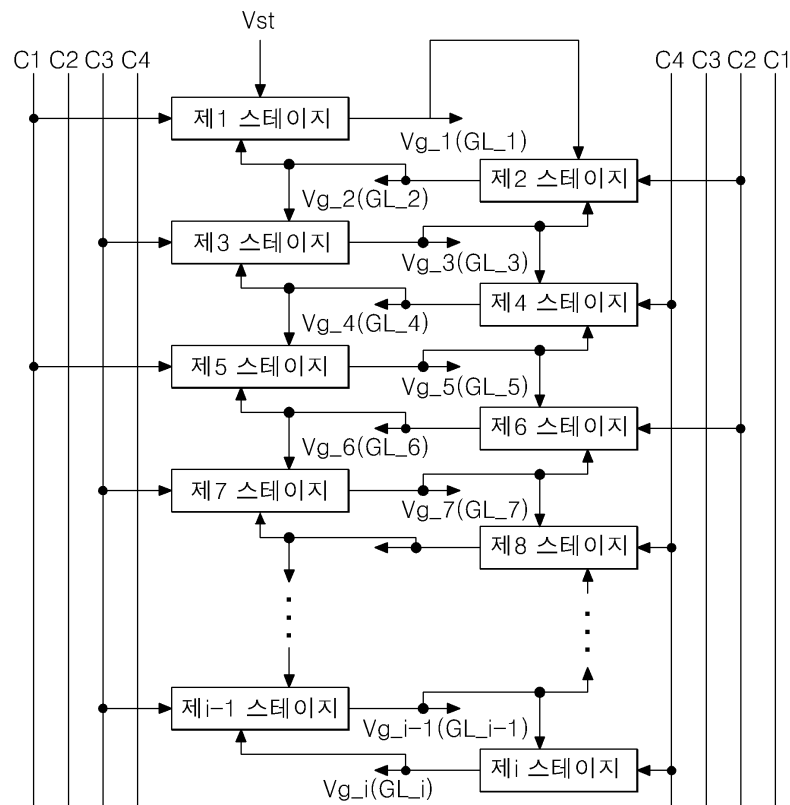 Vst
C1 C2 C3 C4
C4 C3 C2 C1
제1 스테이지
Vg_1(GL_1)
제2 스테이지
Vg_2(GL_2)
제3 스테이지
Vg_3(GL_3)
제4 스테이지
Vg_4(GL_4)
제5 스테이지
Vg_5(GL_5)
제6 스테이지
Vg_6(GL_6)
제7 스테이지
Vg_7(GL_7)
제8 스테이지
제i-1 스테이지
Vg_i-1(GL_i-1)
제i 스테이지
Vg_i(GL_i)